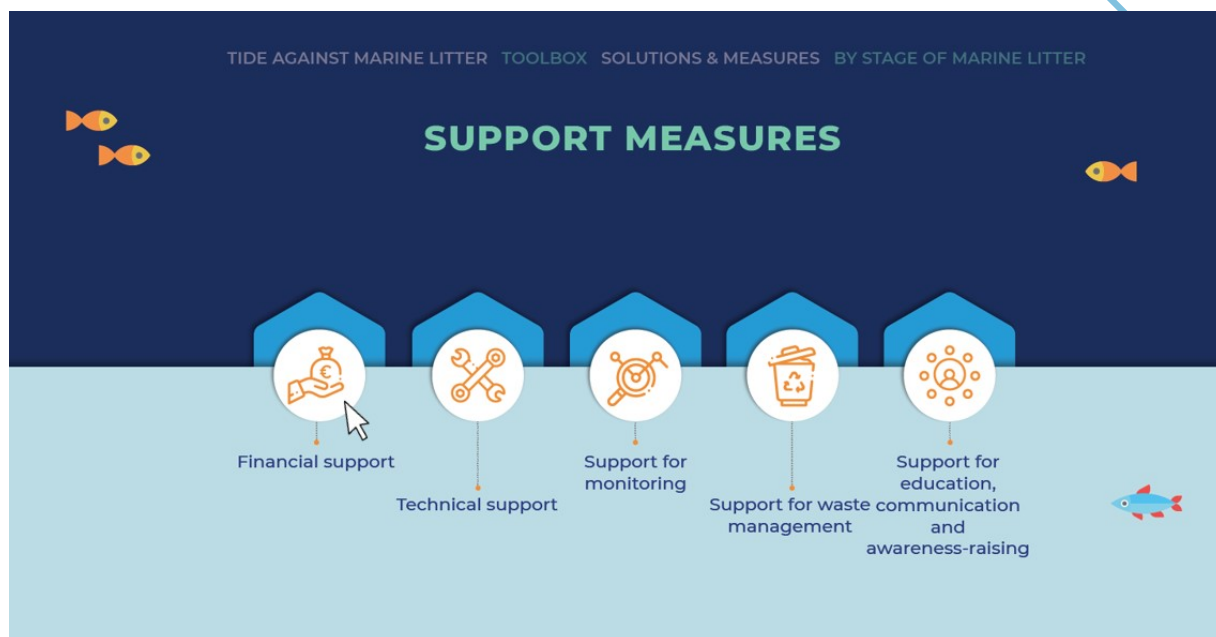 TIDE AGAINST MARINE LITTER TOOLBOX SOLUTIONS & MEASURES BY STAGE OF MARINE LITTER
SUPPORT MEASURES
€
Financial support
Technical support
Support for
monitoring
Support for waste
management
Support for
education,
communication
and
awareness-raising